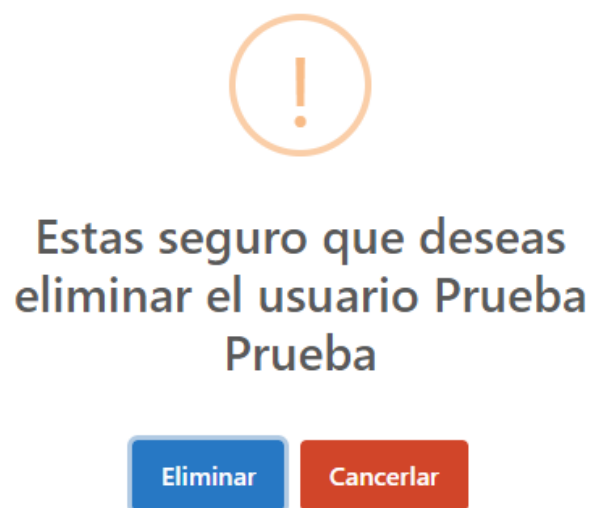 !
Estas seguro que deseas
eliminar el usuario Prueba
Prueba
Eliminar Cancerlar